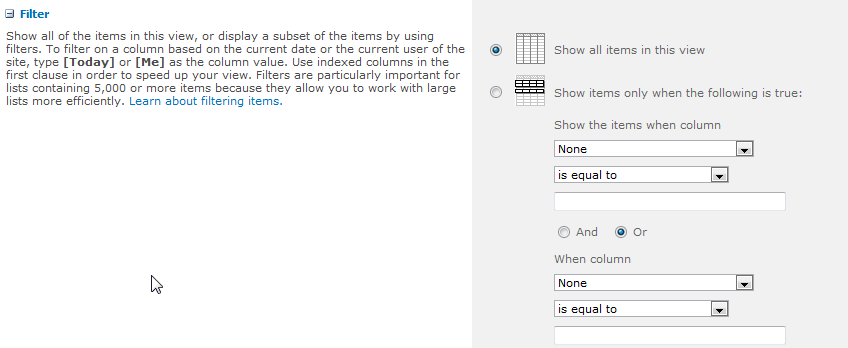 Filter
Show all of the items in this view, or display a subset of the items by using
filters. To filter on a column based on the current date or the current user of the
site, type [Today] or [Me] as the column value. Use indexed columns in the
first clause in order to speed up your view. Filters are particularly important for
lists containing 5,000 or more items because they allow you to work with large
lists more efficiently. Learn about filtering items.
Show all items in this view
Show items only when the following is true:
Show the items when column
None
is equal to
And Or
When column
None
is equal to